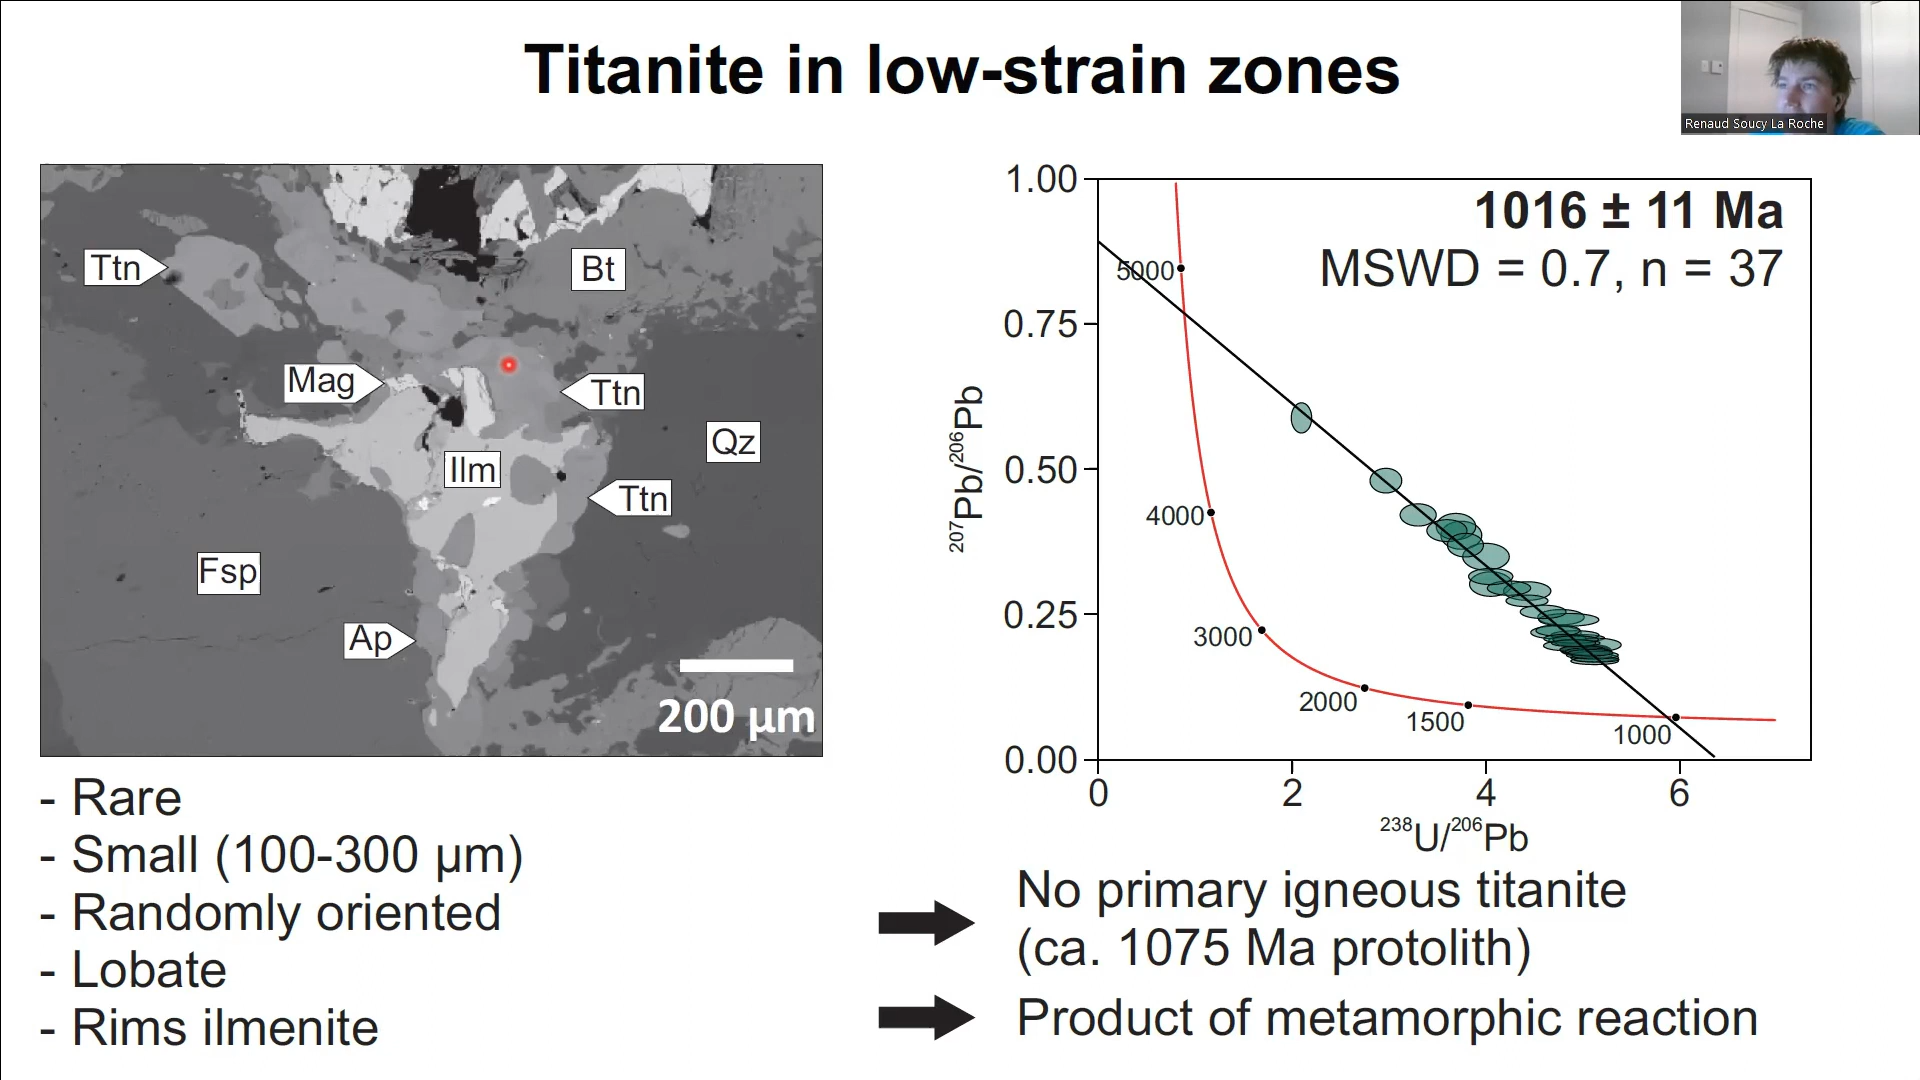 Titanite in low-strain zones
Renaud Soucy La Roche
Ttn
Bt
Mag
Ttn
Qz
Ilm
Ttn
Fsp
Ap
200 µm
1016 ± 11 Ma
MSWD = 0.7, n = 37
1.00
0.75
0.50
0.25
0.00
²⁰⁷Pb/²⁰⁶Pb
5000
4000
3000
2000
1500
1000
0
2
4
6
²³⁸U/²⁰⁶Pb
- Rare
- Small (100-300 µm)
- Randomly oriented
- Lobate
- Rims ilmenite
No primary igneous titanite
(ca. 1075 Ma protolith)
Product of metamorphic reaction